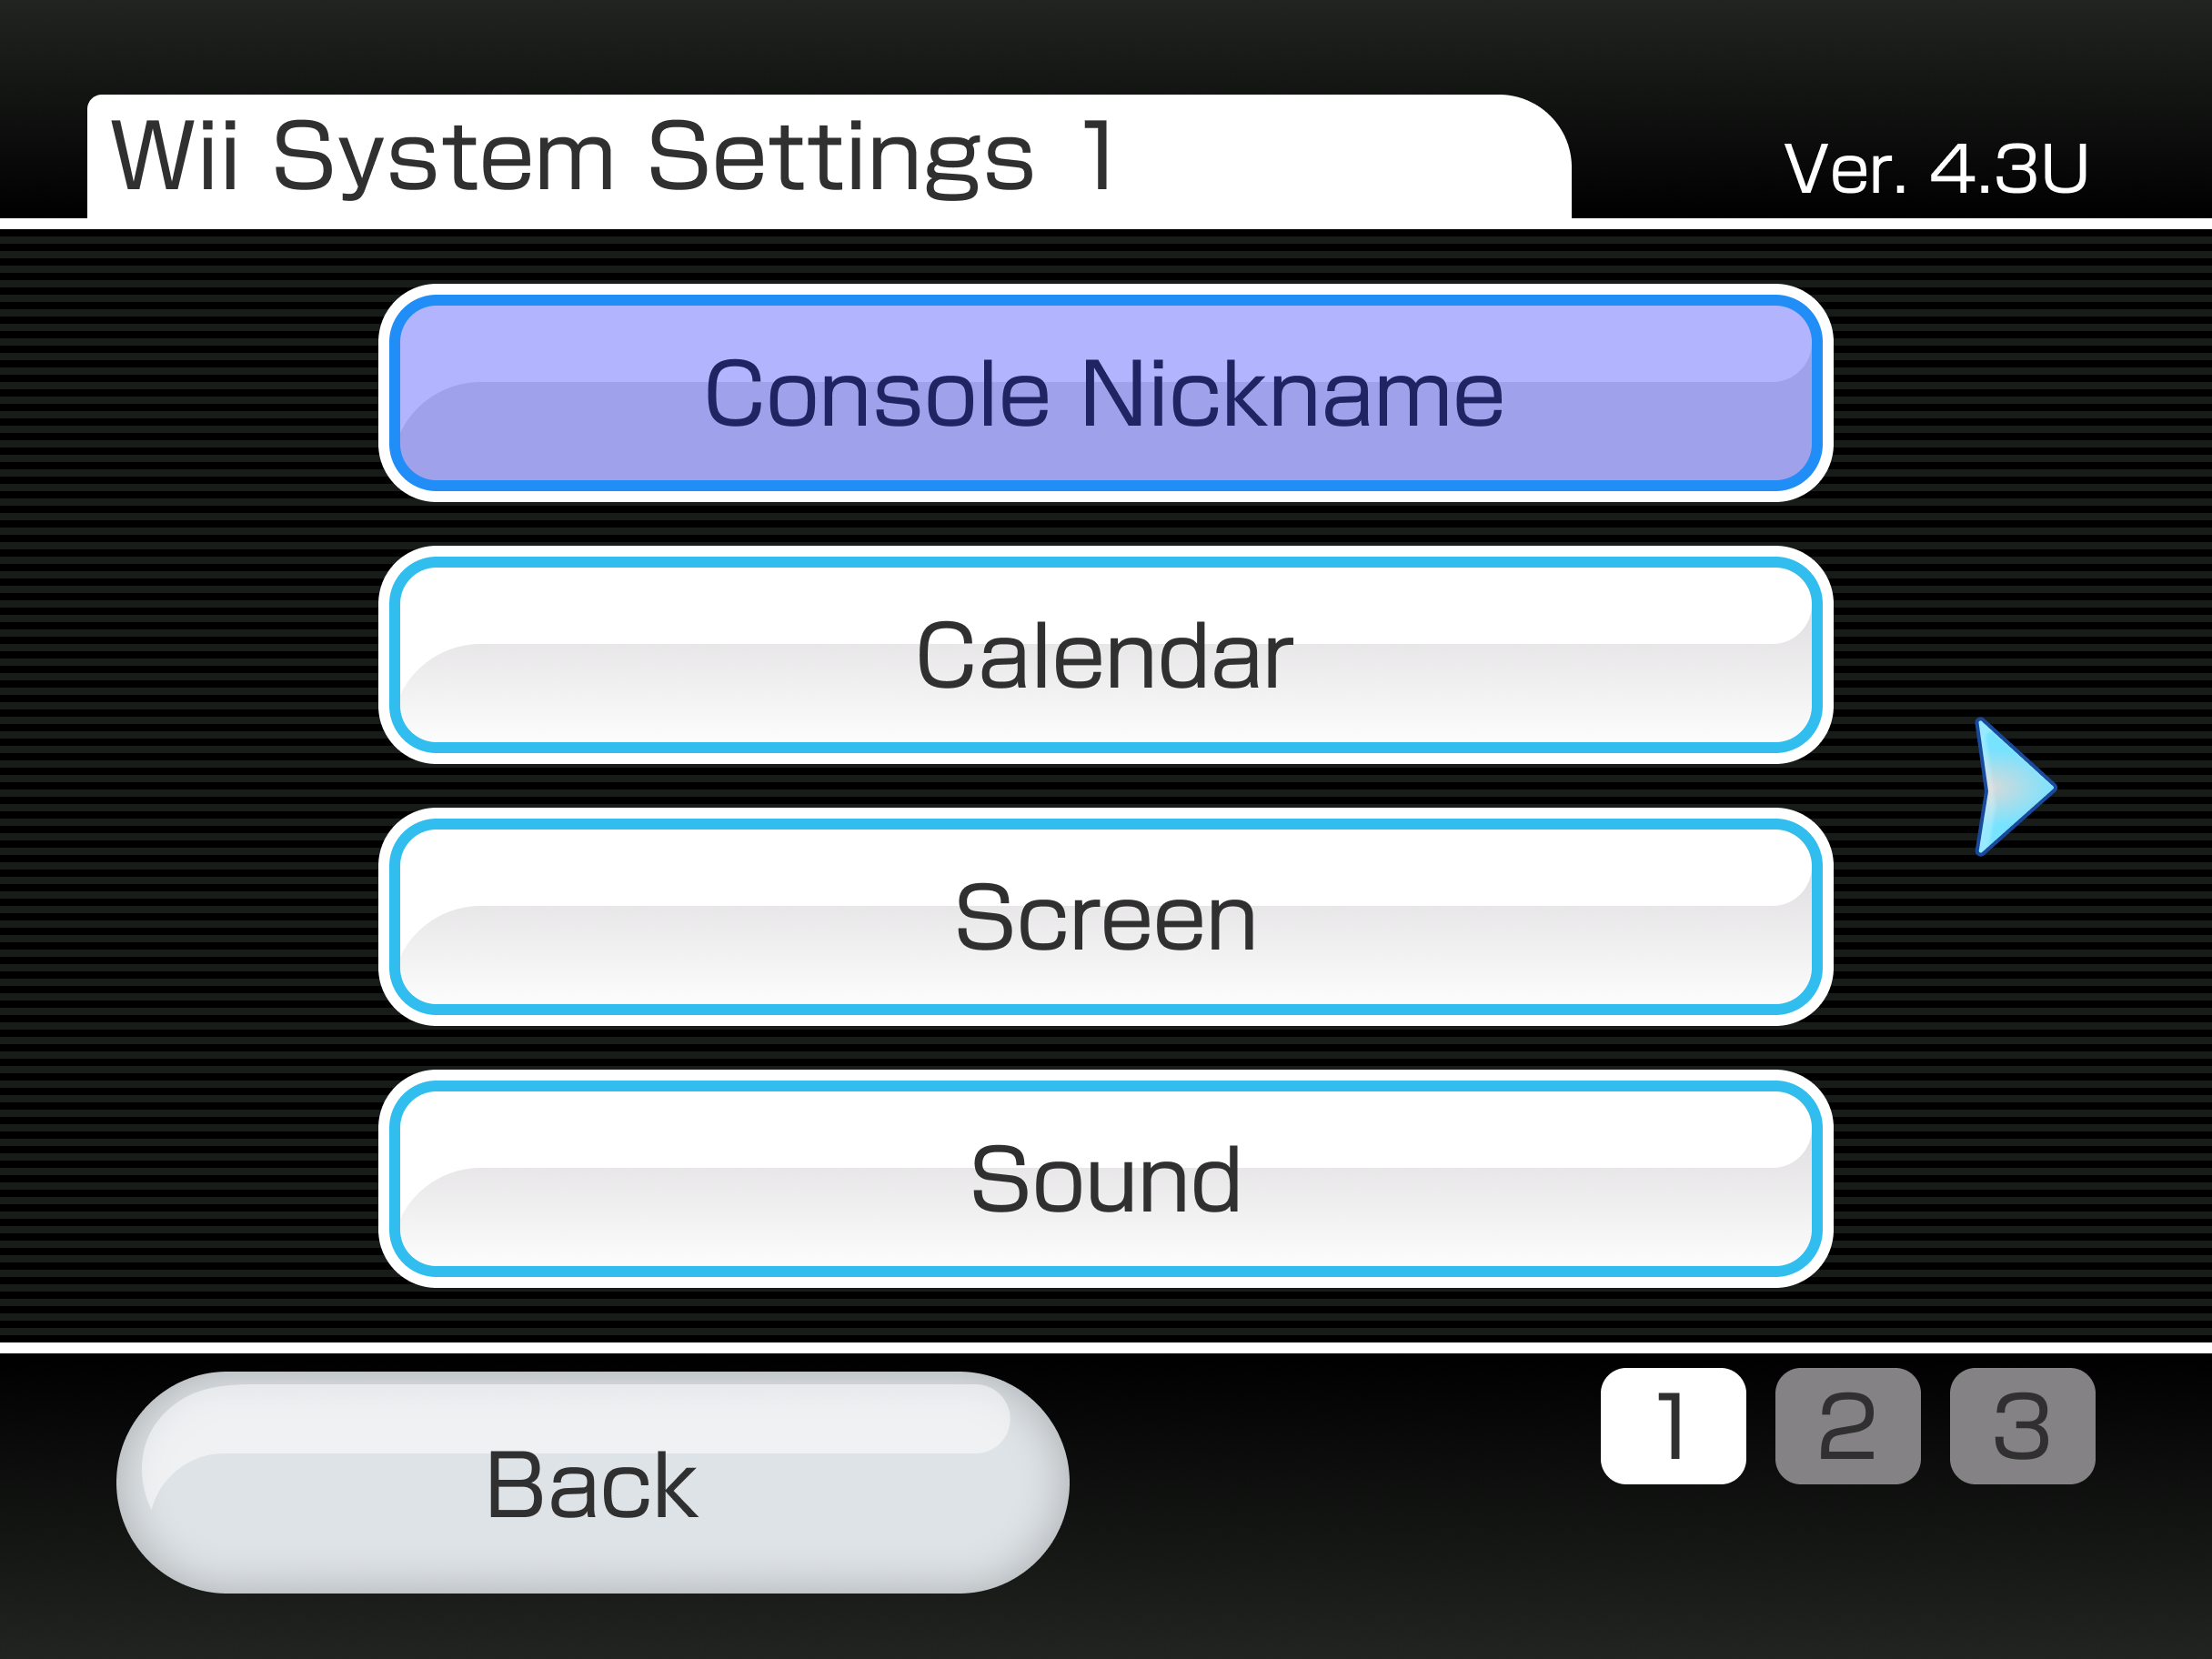 Wii System Settings 1
Ver. 4.3U
Console Nickname
Calendar
Screen
Sound
Back
1 2 3